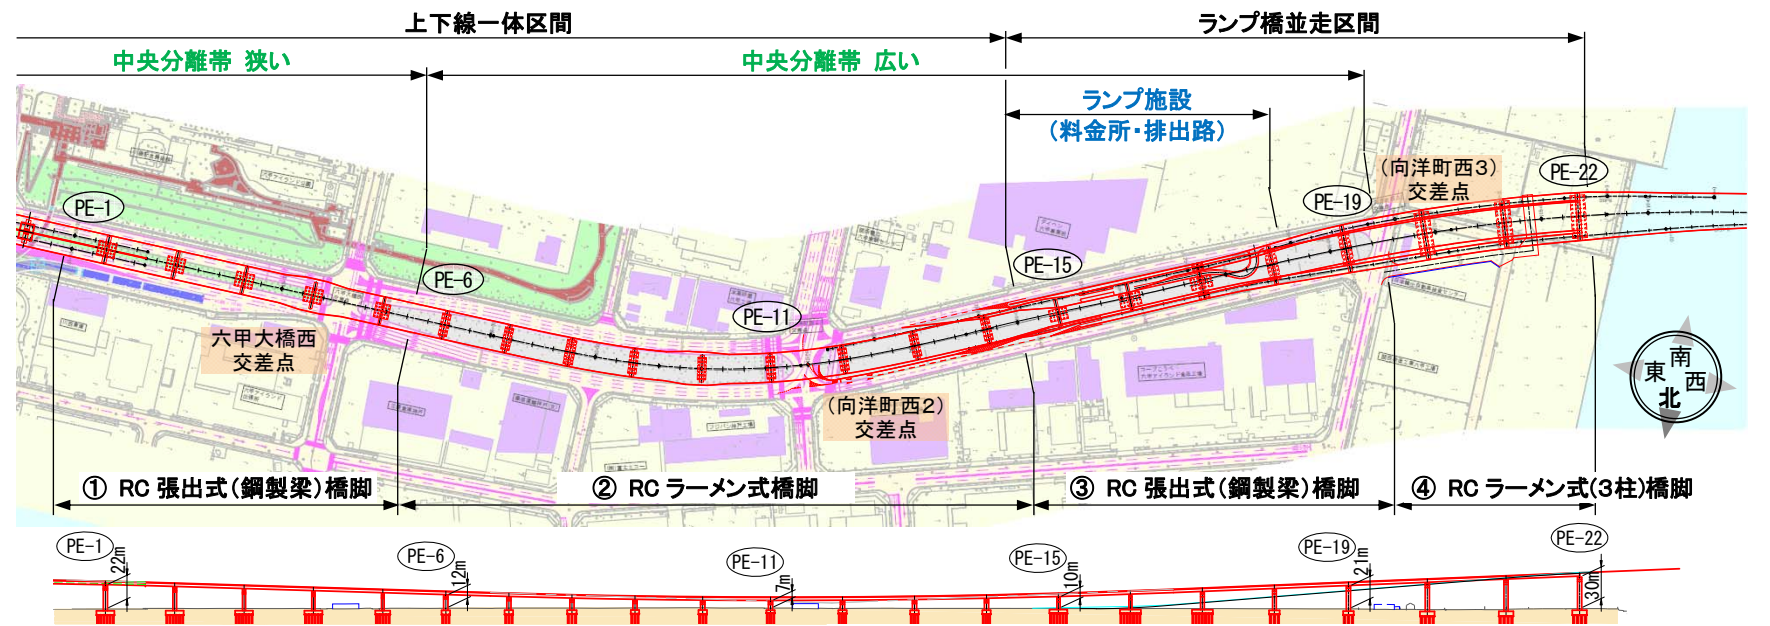 上下線一体区間
ランプ橋並走区間
中央分離帯 狭い
中央分離帯 広い
ランプ施設
(料金所・排出路)
(向洋町西3)
交差点
PE-22
PE-19
PE-1
PE-15
PE-6
PE-11
六甲大橋西
交差点
(向洋町西2)
交差点
南
東
西
北
① RC 張出式(鋼製梁)橋脚
② RC ラーメン式橋脚
③ RC 張出式(鋼製梁)橋脚
④ RC ラーメン式(3柱)橋脚
PE-1
22m
PE-6
12m
PE-11
7m
PE-15
10m
PE-19
21m
PE-22
30m